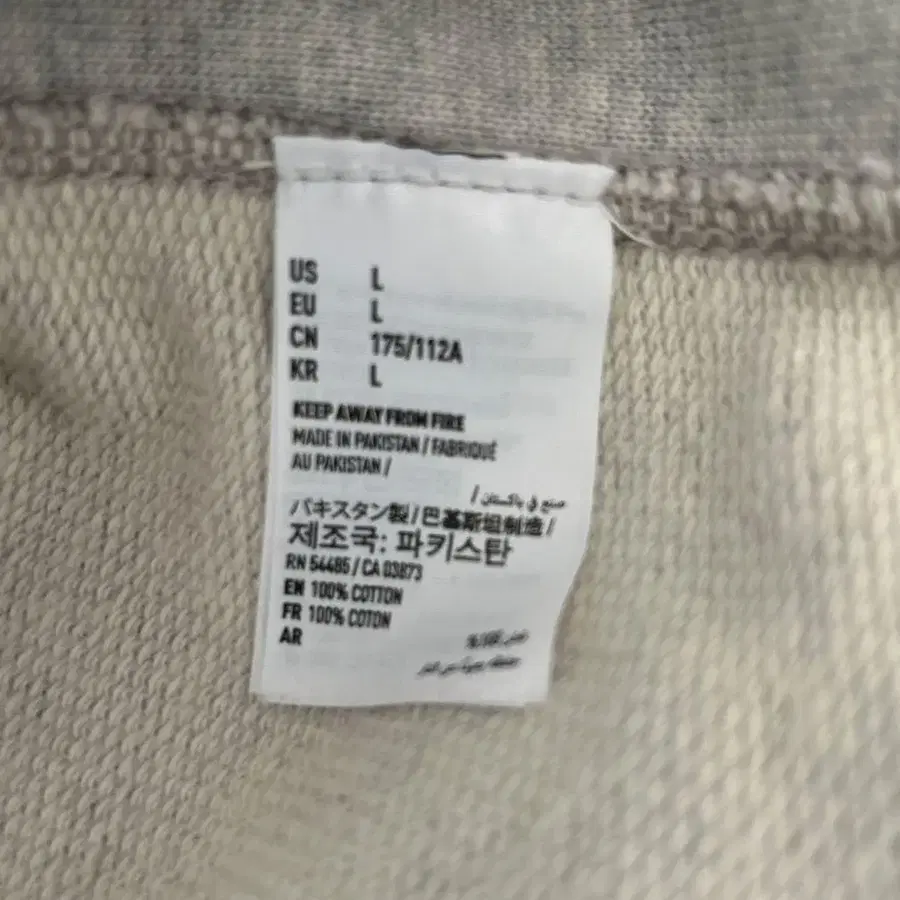 US L
EU L
CN 175/112A
KR L
KEEP AWAY FROM FIRE
MADE IN PAKISTAN / FABRIQUÉ
AU PAKISTAN /
صنع في باكستان /
パキスタン製 / 巴基斯坦制造 /
제조국: 파키스탄
RN 54485 / CA 03873
EN 100% COTTON
FR 100% COTON
AR